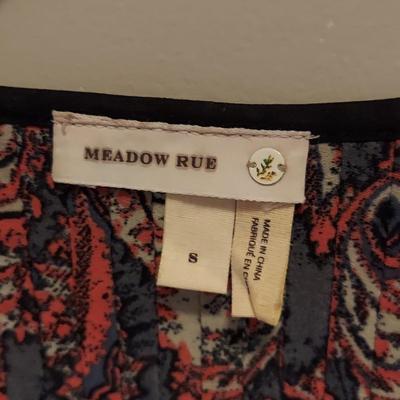 MEADOW RUE
S
MADE IN CHINA
FABRIQUÉ EN